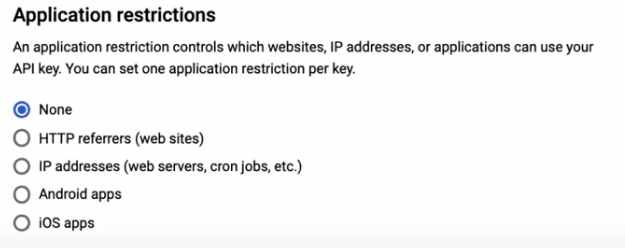 Application restrictions
An application restriction controls which websites, IP addresses, or applications can use your
API key. You can set one application restriction per key.
None
HTTP referrers (web sites)
IP addresses (web servers, cron jobs, etc.)
Android apps
iOS apps